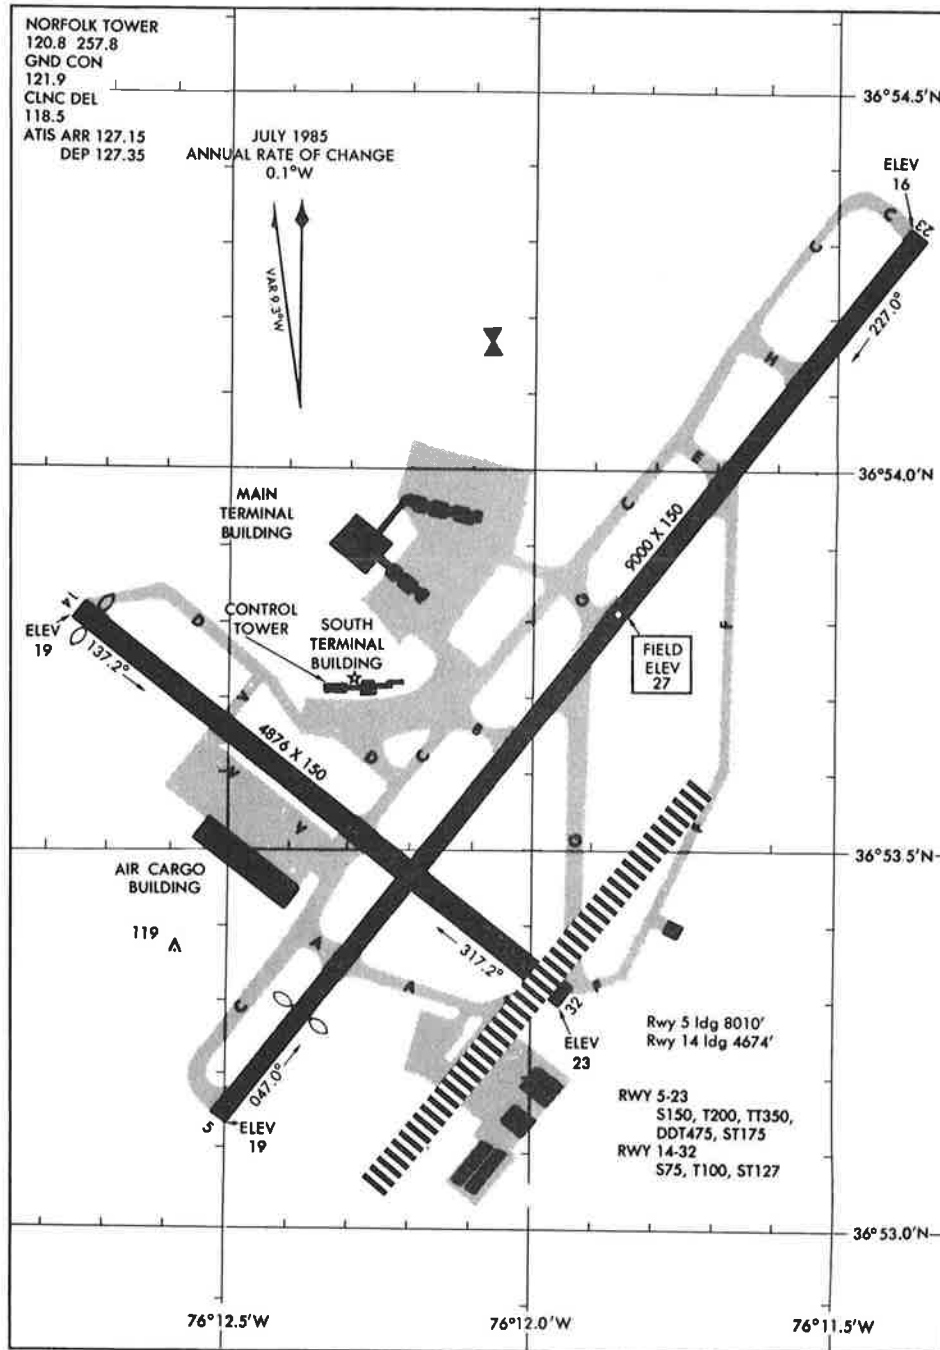 NORFOLK TOWER
120.8 257.8
GND CON
121.9
CLNC DEL
118.5
ATIS ARR 127.15
DEP 127.35
JULY 1985
ANNUAL RATE OF CHANGE
0.1°W
VAR 9.3°W
36°54.5'N
ELEV
16
23
C
C
227.0°
H
E
36°54.0'N
MAIN
TERMINAL
BUILDING
C
9000 X 150
G
F
14
D
ELEV
19
137.2°
CONTROL
TOWER
SOUTH
TERMINAL
BUILDING
FIELD
ELEV
27
V
4876 X 150
D
C
B
V
V
G
F
36°53.5'N
AIR CARGO
BUILDING
119
A
A
317.2°
C
32
F
ELEV
23
Rwy 5 ldg 8010'
Rwy 14 ldg 4674'
047.0°
5
ELEV
19
RWY 5-23
S150, T200, TT350,
DDT475, ST175
RWY 14-32
S75, T100, ST127
36°53.0'N
76°12.5'W
76°12.0'W
76°11.5'W